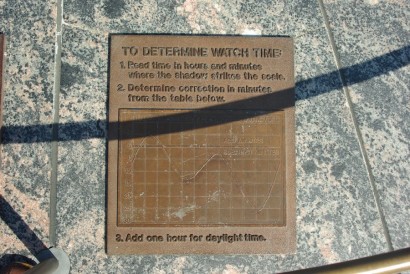 TO DETERMINE WATCH TIME:
1. Read time in hours and minutes
where the shadow strikes the scale.
2. Determine correction in minutes
from the table below.
3. Add one hour for daylight time.